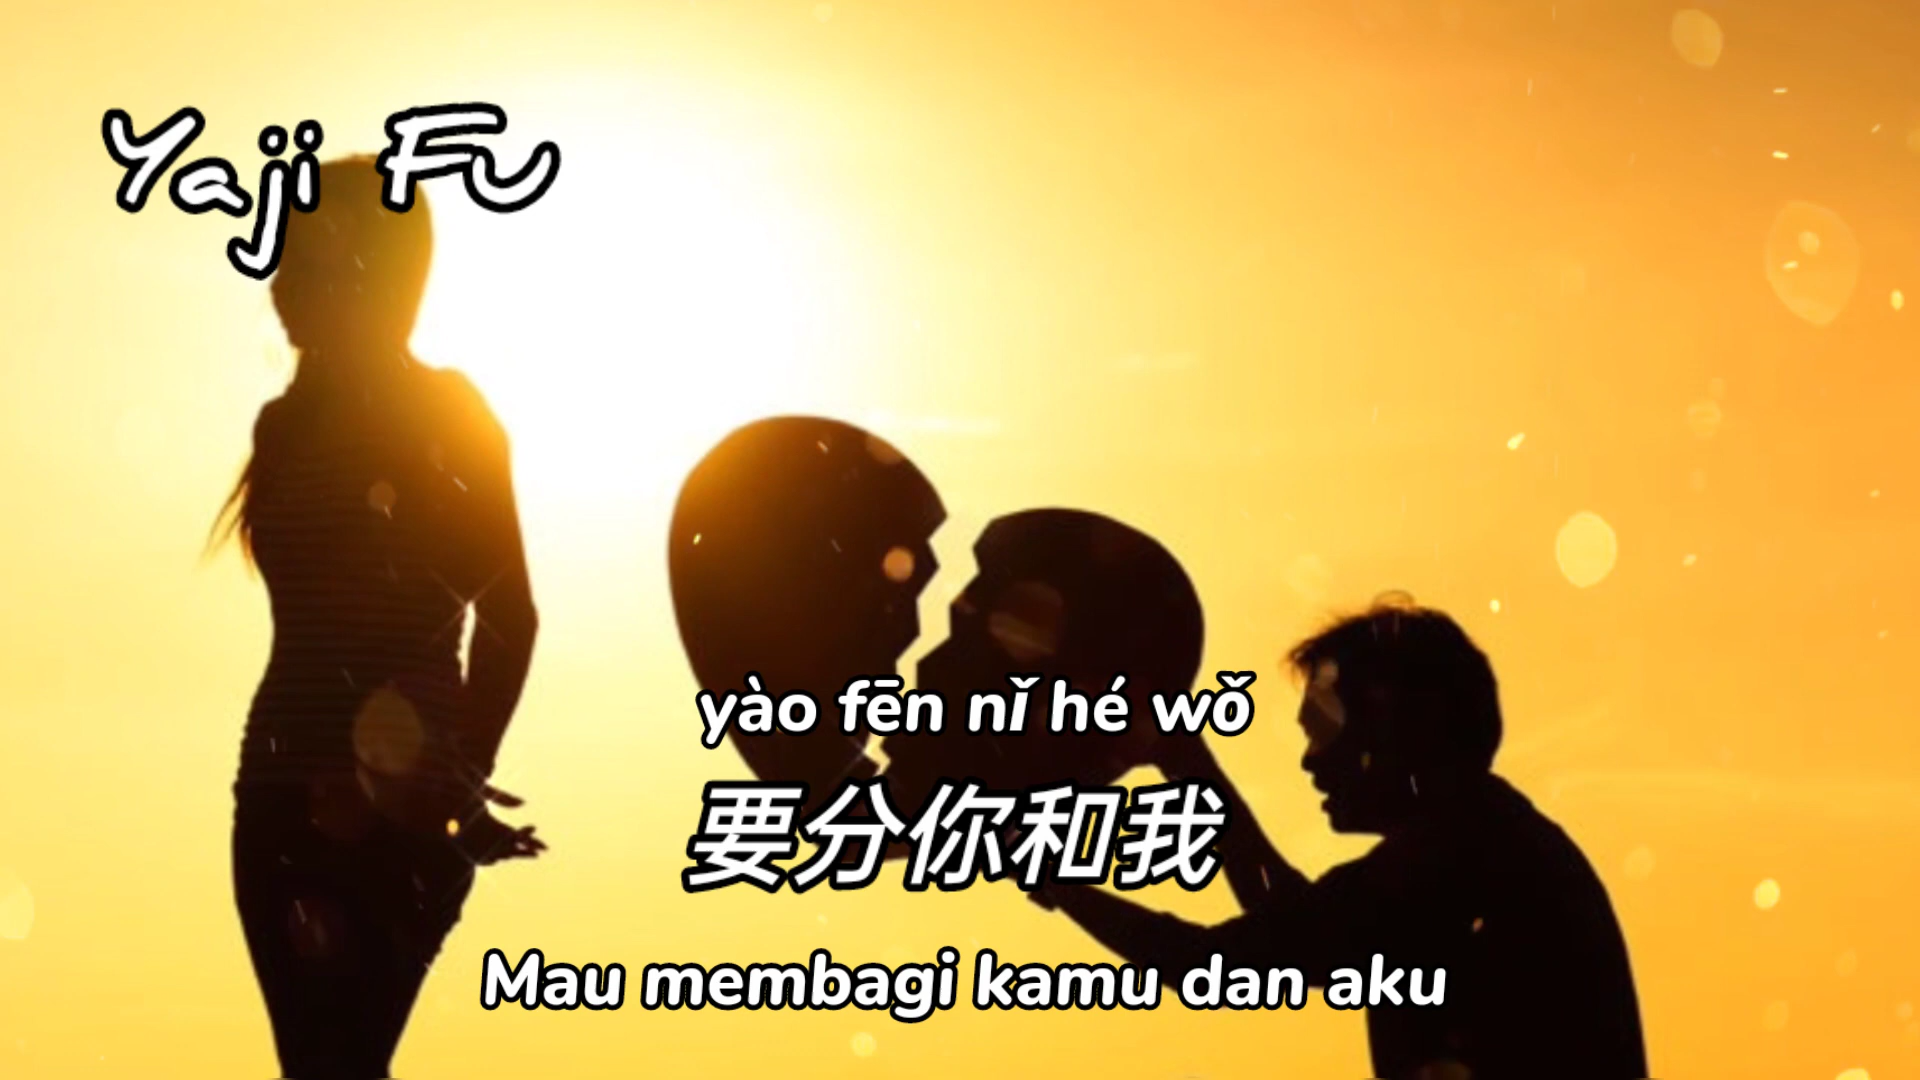 Yaji Fu
yào fēn nǐ hé wǒ
要分你和我
Mau membagi kamu dan aku